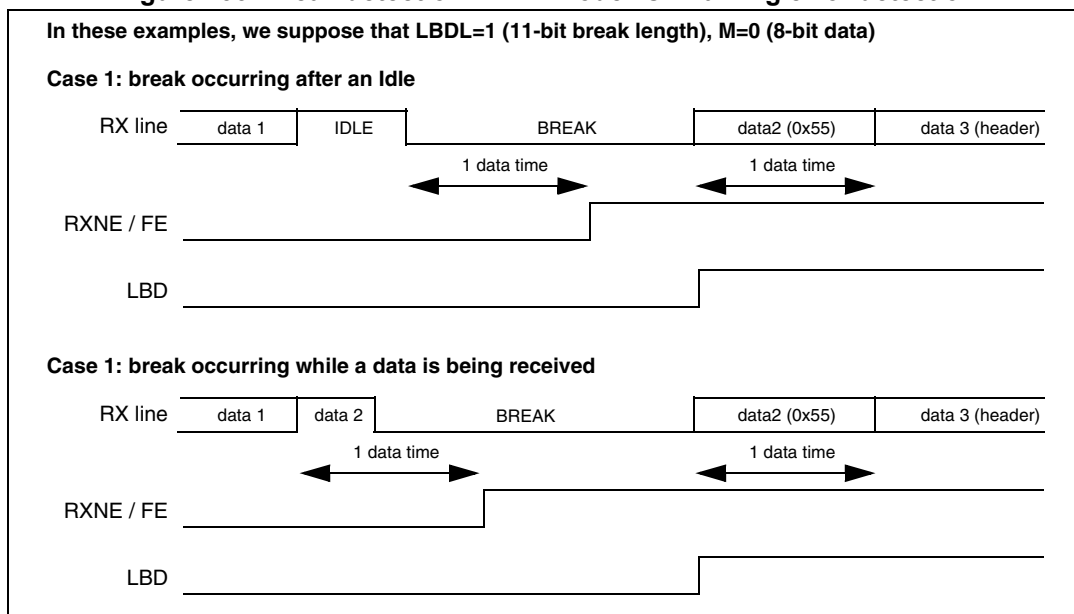 In these examples, we suppose that LBDL=1 (11-bit break length), M=0 (8-bit data)
Case 1: break occurring after an Idle
RX line data 1 IDLE BREAK data2 (0x55) data 3 (header)
1 data time 1 data time
RXNE / FE
LBD
Case 1: break occurring while a data is being received
RX line data 1 data 2 BREAK data2 (0x55) data 3 (header)
1 data time 1 data time
RXNE / FE
LBD